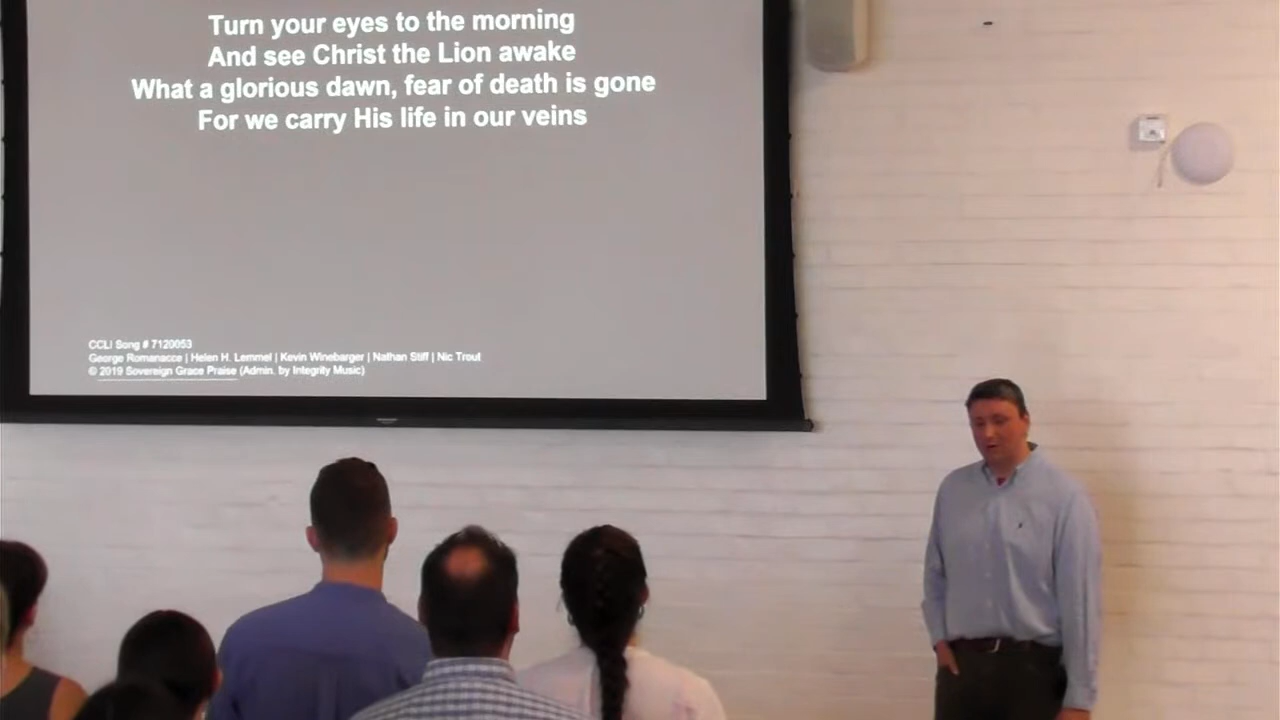 Turn your eyes to the morning
And see Christ the Lion awake
What a glorious dawn, fear of death is gone
For we carry His life in our veins
CCLI Song # 7120053
George Romanacce | Helen H. Lemmel | Kevin Winebarger | Nathan Stiff | Nic Trout
© 2019 Sovereign Grace Praise (Admin. by Integrity Music)